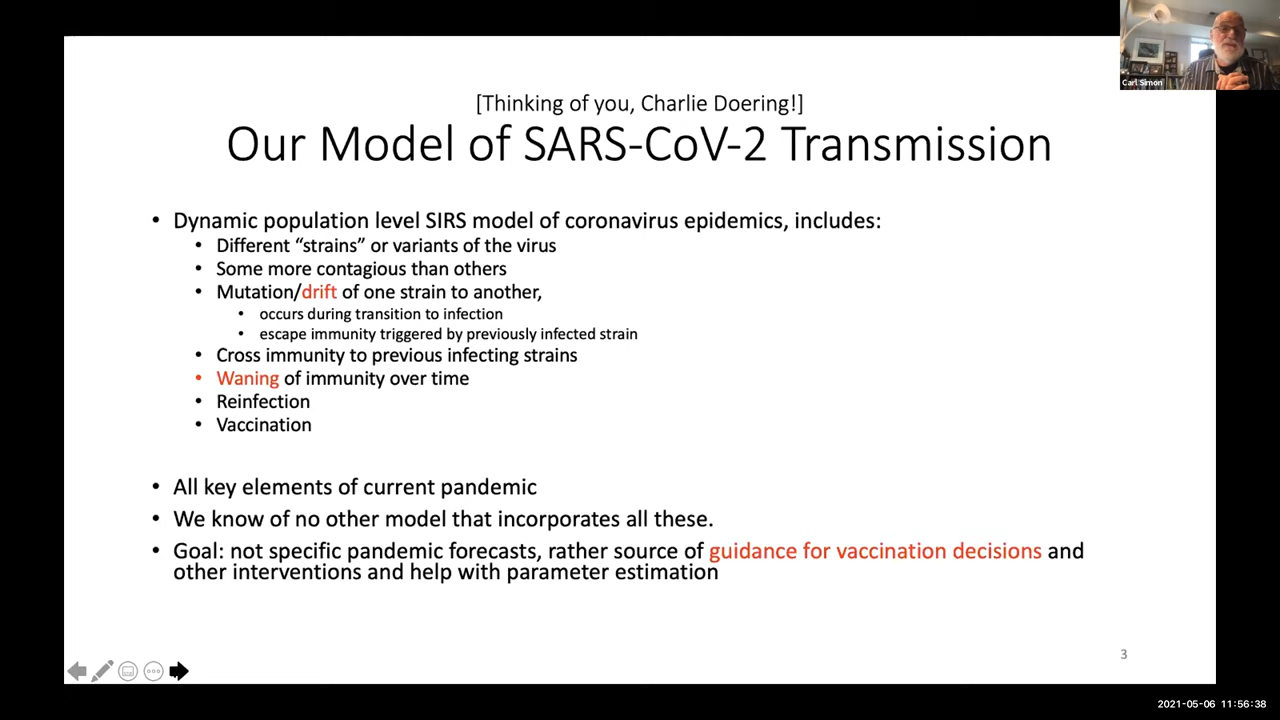 Carl Simon
[Thinking of you, Charlie Doering!]
Our Model of SARS-CoV-2 Transmission
• Dynamic population level SIRS model of coronavirus epidemics, includes:
• Different “strains” or variants of the virus
• Some more contagious than others
• Mutation/drift of one strain to another,
• occurs during transition to infection
• escape immunity triggered by previously infected strain
• Cross immunity to previous infecting strains
• Waning of immunity over time
• Reinfection
• Vaccination
• All key elements of current pandemic
• We know of no other model that incorporates all these.
• Goal: not specific pandemic forecasts, rather source of guidance for vaccination decisions and
other interventions and help with parameter estimation
3
2021-05-06 11:56:38